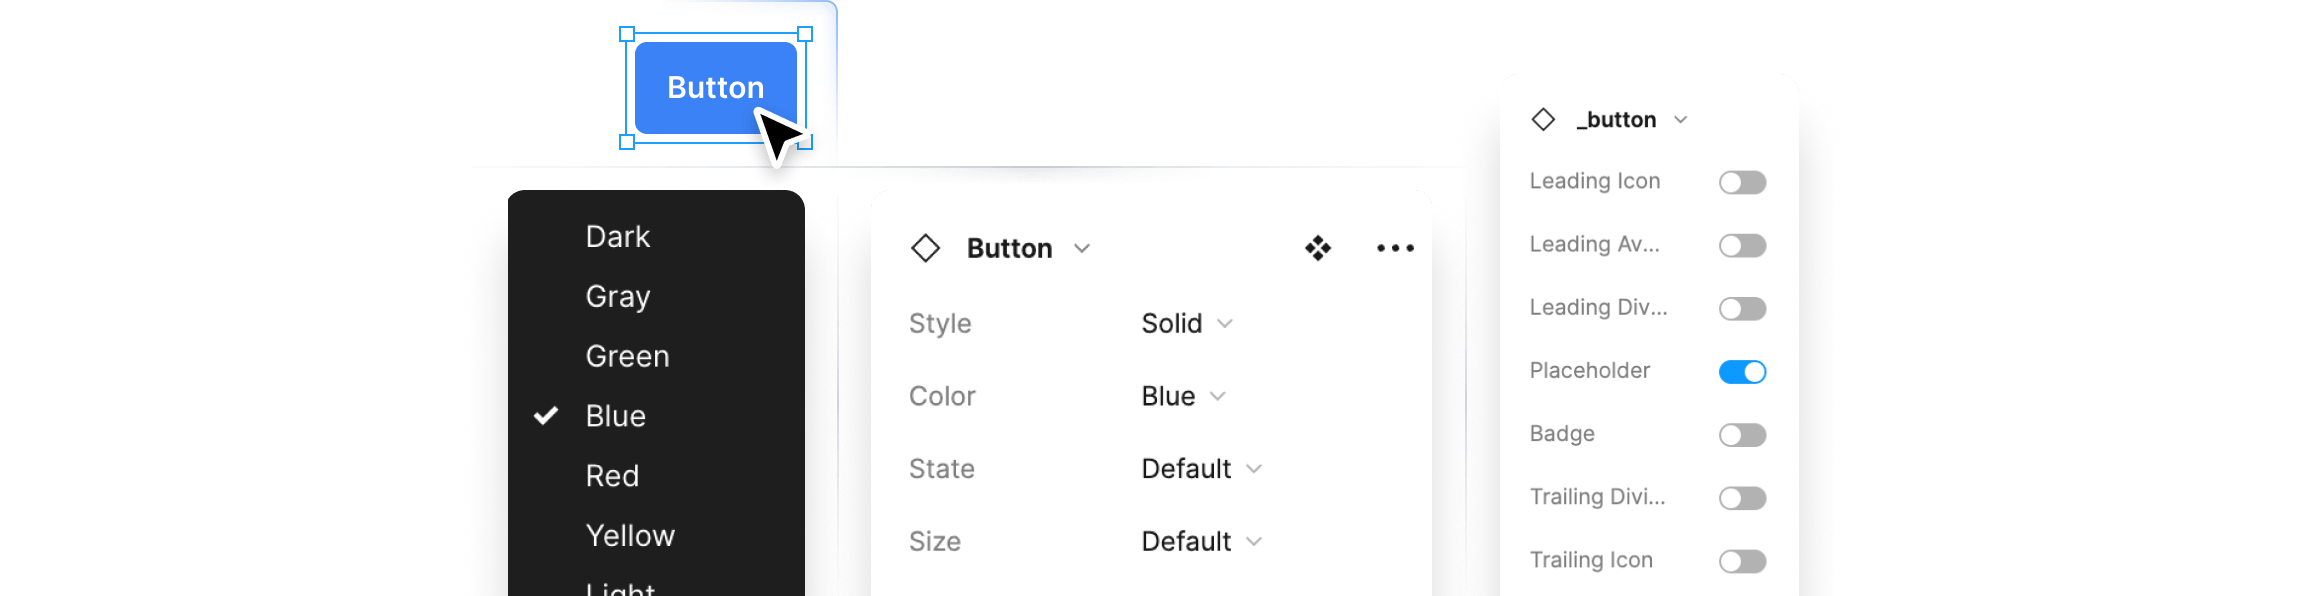 Button
Dark
Gray
Green
Blue
Red
Yellow
Light
Button
Style Solid
Color Blue
State Default
Size Default
_button
Leading Icon
Leading Av...
Leading Div...
Placeholder
Badge
Trailing Divi...
Trailing Icon